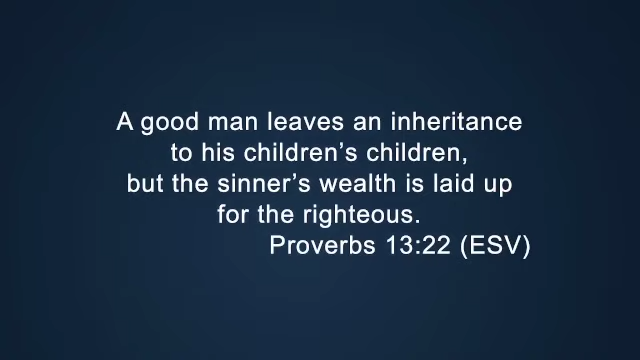 A good man leaves an inheritance
to his children’s children,
but the sinner’s wealth is laid up
for the righteous.
Proverbs 13:22 (ESV)